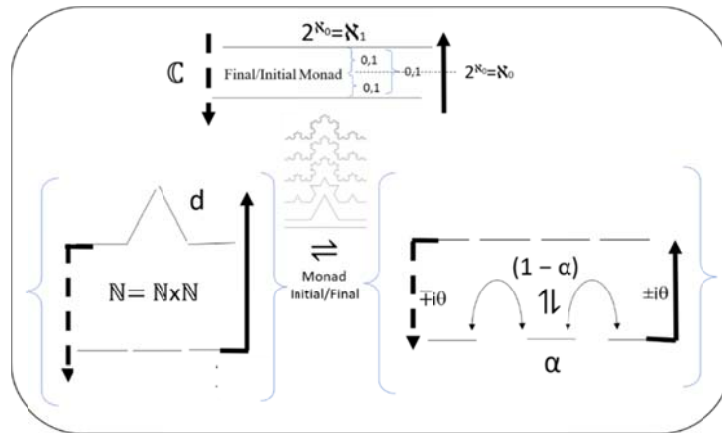 2^ℵ₀=ℵ₁
ℂ
Final/Initial Monad
0,1
0,1
0,1
2^ℵ₀=ℵ₀
d
ℕ= ℕxℕ
⇌
Monad
Initial/Final
(1 − α)
∓iθ
⥮
±iθ
α